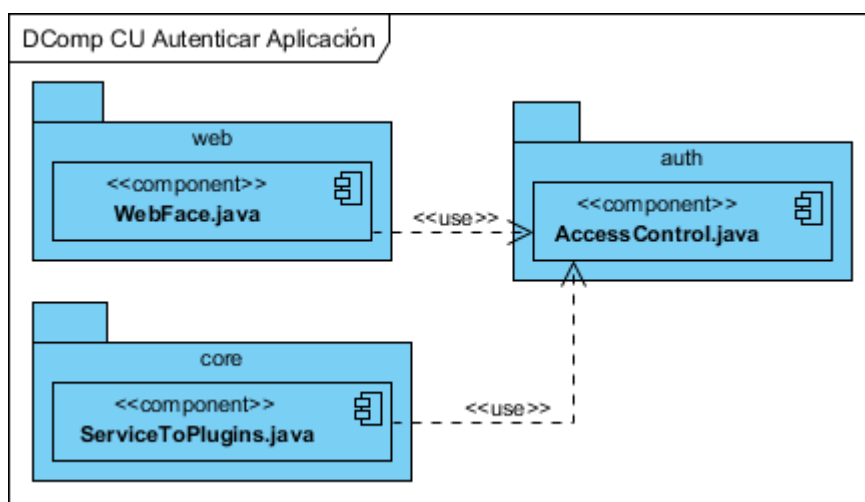 DComp CU Autenticar Aplicación
web
<<component>>
WebFace.java
<<use>>
auth
<<component>>
AccessControl.java
core
<<component>>
ServiceToPlugins.java
<<use>>